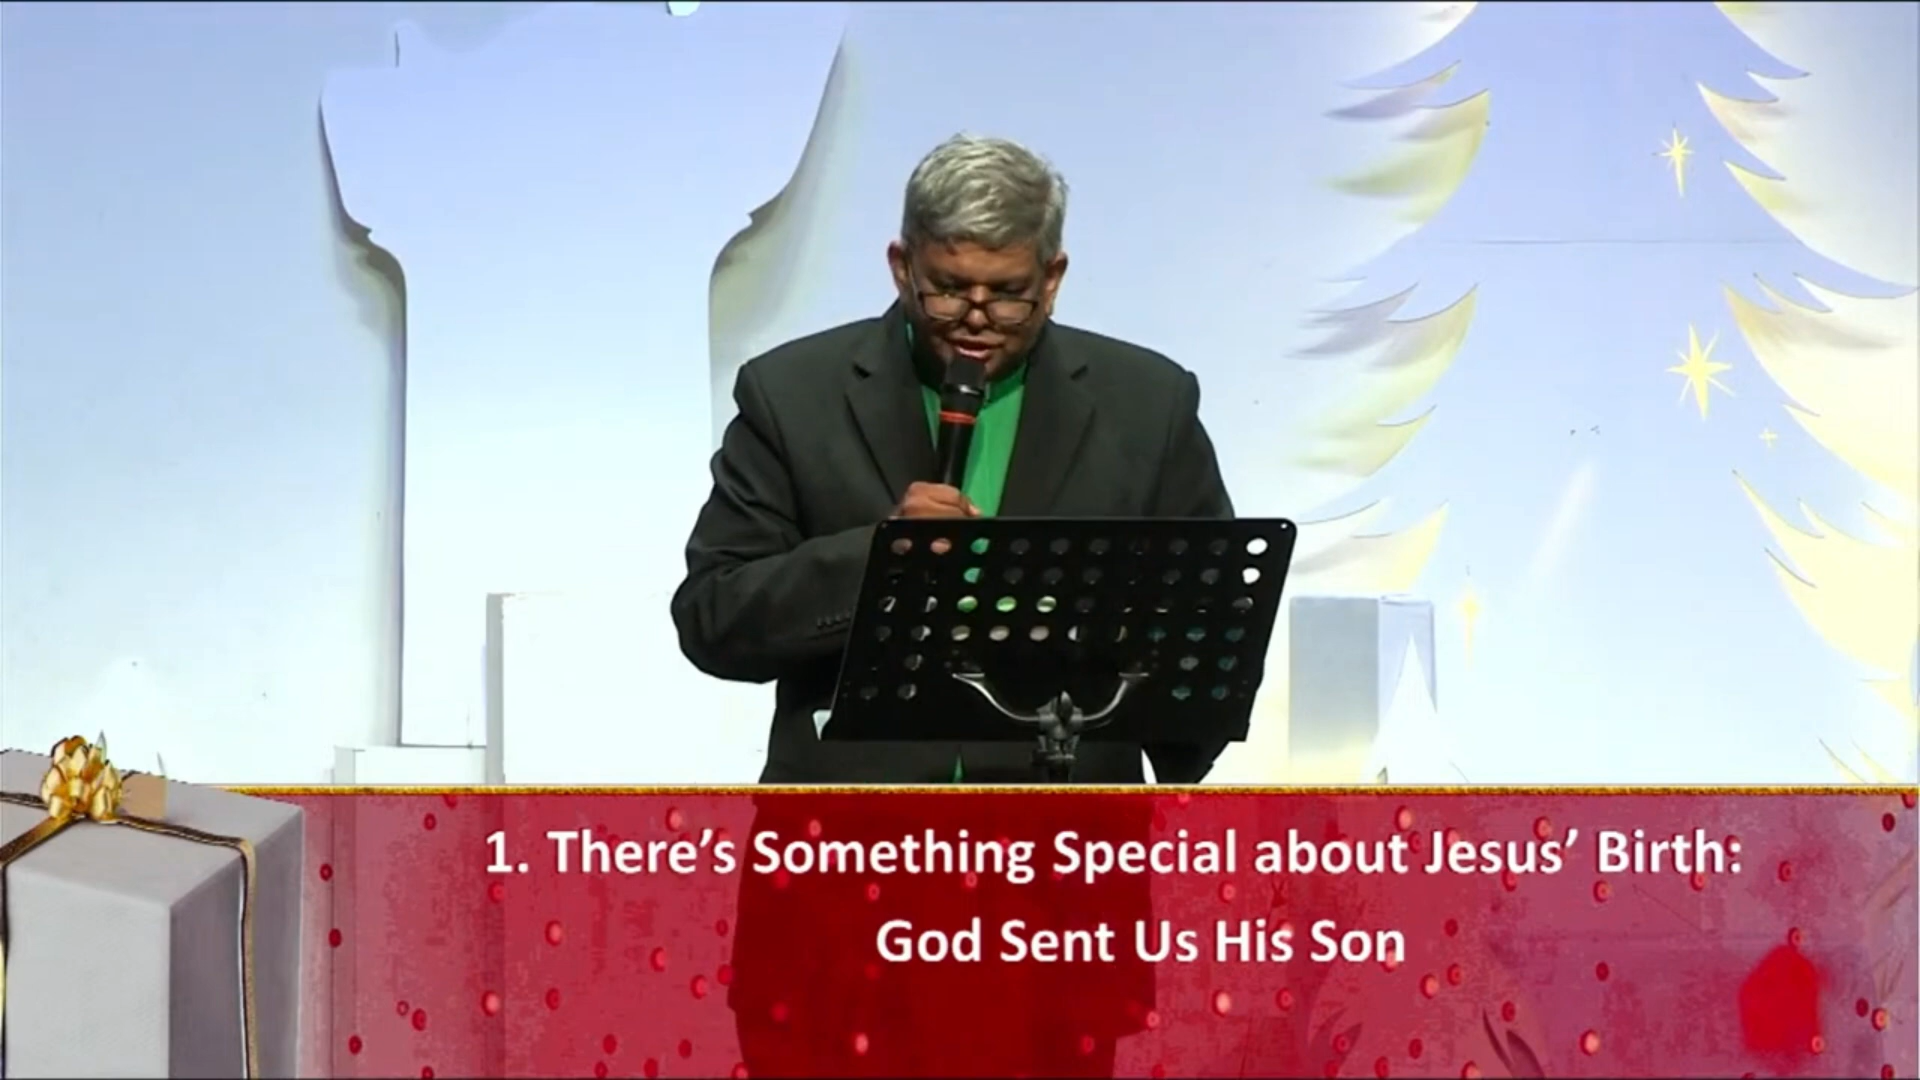 1. There’s Something Special about Jesus’ Birth:
God Sent Us His Son